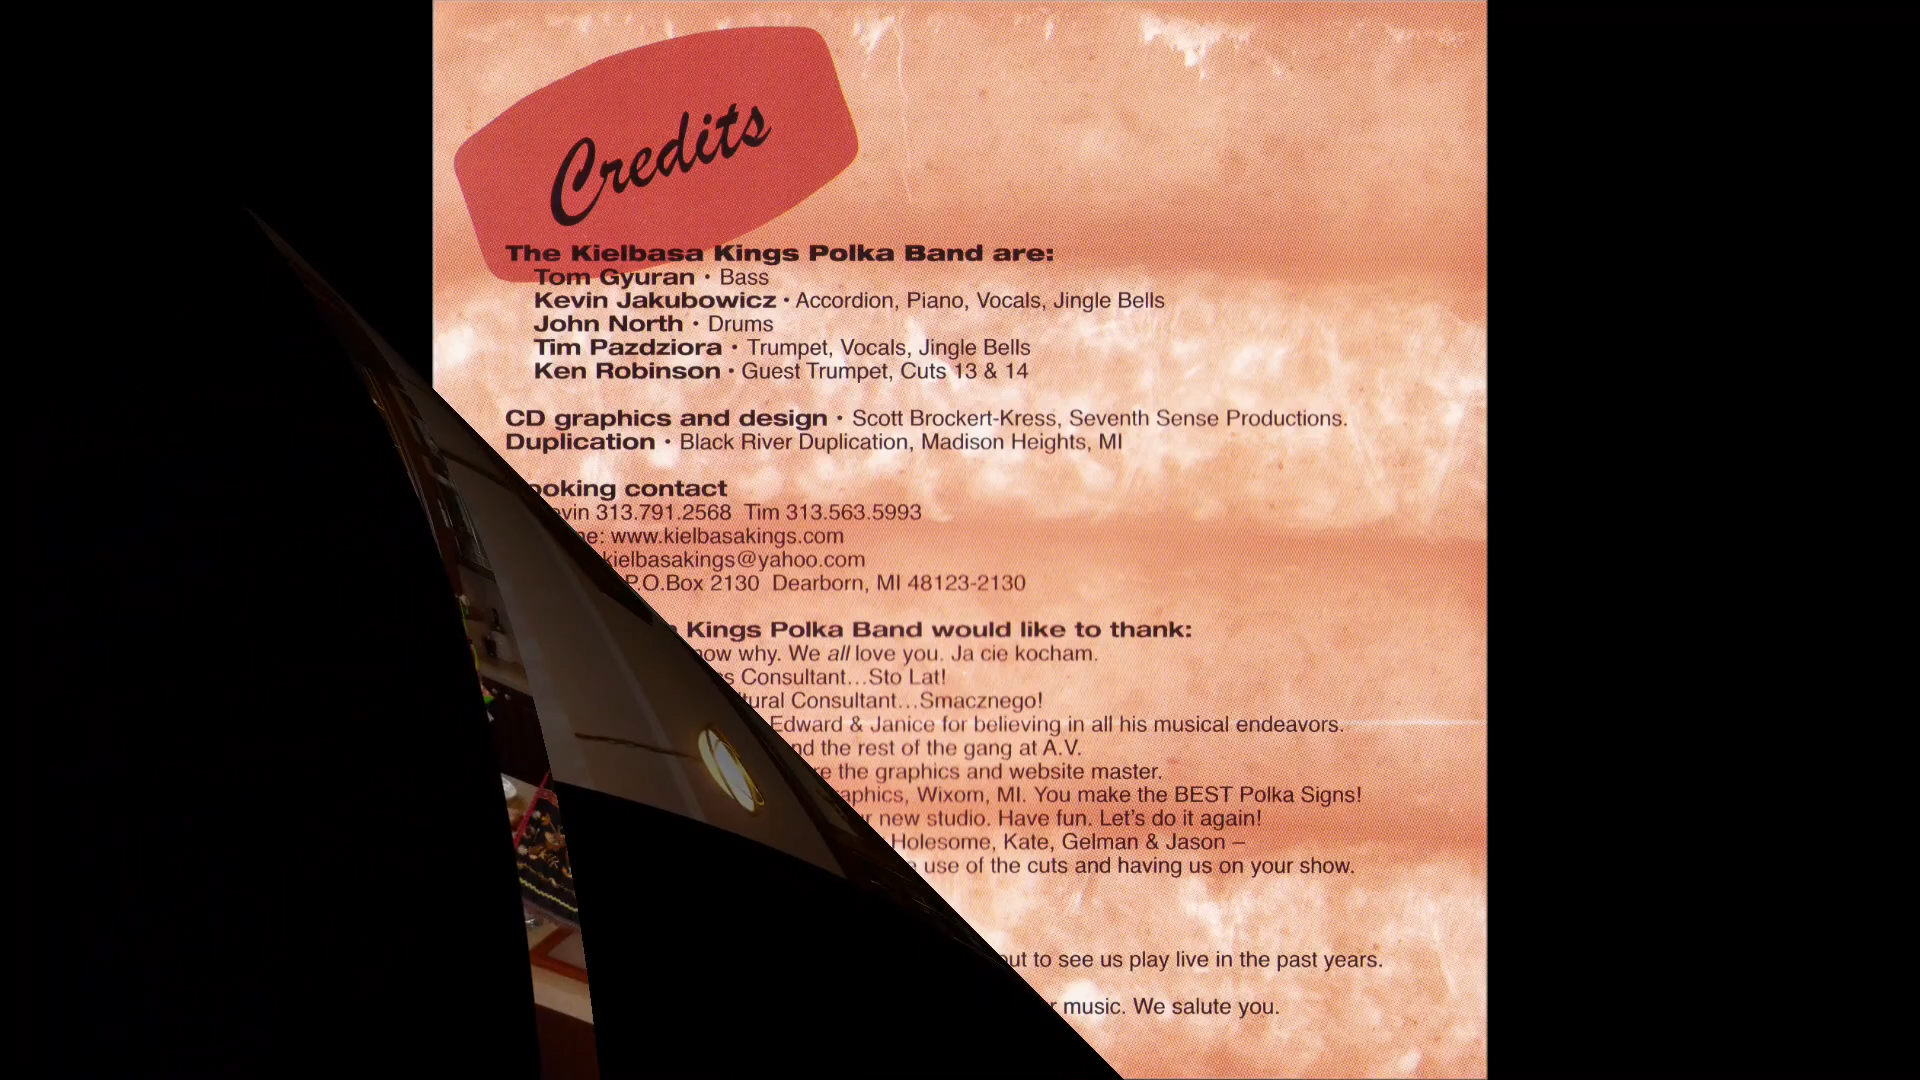 Credits
The Kielbasa Kings Polka Band are:
Tom Gyuran • Bass
Kevin Jakubowicz • Accordion, Piano, Vocals, Jingle Bells
John North • Drums
Tim Pazdziora • Trumpet, Vocals, Jingle Bells
Ken Robinson • Guest Trumpet, Cuts 13 & 14
CD graphics and design • Scott Brockert-Kress, Seventh Sense Productions.
Duplication • Black River Duplication, Madison Heights, MI
ooking contact
evin 313.791.2568 Tim 313.563.5993
ne: www.kielbasakings.com
kielbasakings@yahoo.com
P.O.Box 2130 Dearborn, MI 48123-2130
Kings Polka Band would like to thank:
now why. We all love you. Ja cie kocham.
s Consultant...Sto Lat!
tural Consultant...Smacznego!
Edward & Janice for believing in all his musical endeavors.
nd the rest of the gang at A.V.
re the graphics and website master.
aphics, Wixom, MI. You make the BEST Polka Signs!
r new studio. Have fun. Let's do it again!
Holesome, Kate, Gelman & Jason –
use of the cuts and having us on your show.
out to see us play live in the past years.
r music. We salute you.